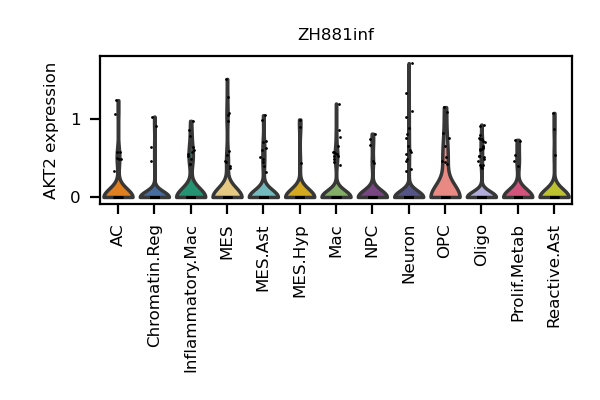 ZH881inf
AKT2 expression
1
0
AC
Chromatin.Reg
Inflammatory.Mac
MES
MES.Ast
MES.Hyp
Mac
NPC
Neuron
OPC
Oligo
Prolif.Metab
Reactive.Ast